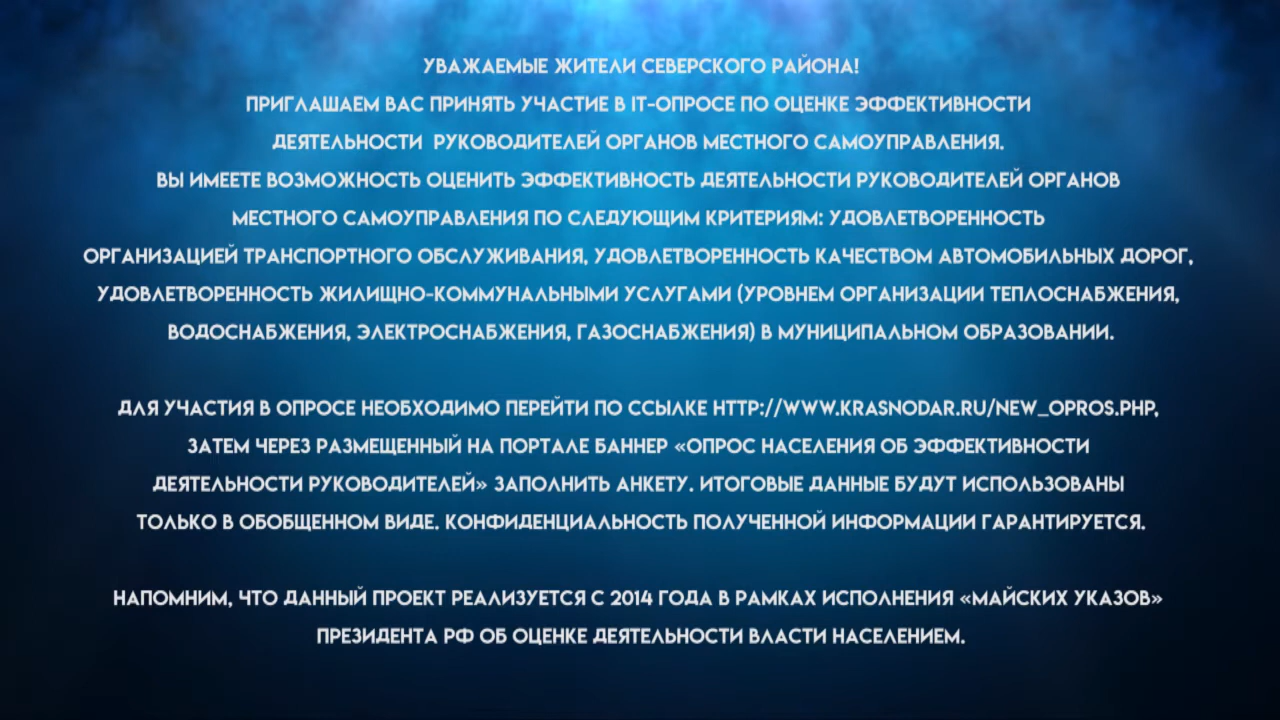 УВАЖАЕМЫЕ ЖИТЕЛИ СЕВЕРСКОГО РАЙОНА!
ПРИГЛАШАЕМ ВАС ПРИНЯТЬ УЧАСТИЕ В IT-ОПРОСЕ ПО ОЦЕНКЕ ЭФФЕКТИВНОСТИ
ДЕЯТЕЛЬНОСТИ РУКОВОДИТЕЛЕЙ ОРГАНОВ МЕСТНОГО САМОУПРАВЛЕНИЯ.
ВЫ ИМЕЕТЕ ВОЗМОЖНОСТЬ ОЦЕНИТЬ ЭФФЕКТИВНОСТЬ ДЕЯТЕЛЬНОСТИ РУКОВОДИТЕЛЕЙ ОРГАНОВ
МЕСТНОГО САМОУПРАВЛЕНИЯ ПО СЛЕДУЮЩИМ КРИТЕРИЯМ: УДОВЛЕТВОРЕННОСТЬ
ОРГАНИЗАЦИЕЙ ТРАНСПОРТНОГО ОБСЛУЖИВАНИЯ, УДОВЛЕТВОРЕННОСТЬ КАЧЕСТВОМ АВТОМОБИЛЬНЫХ ДОРОГ,
УДОВЛЕТВОРЕННОСТЬ ЖИЛИЩНО-КОММУНАЛЬНЫМИ УСЛУГАМИ (УРОВНЕМ ОРГАНИЗАЦИИ ТЕПЛОСНАБЖЕНИЯ,
ВОДОСНАБЖЕНИЯ, ЭЛЕКТРОСНАБЖЕНИЯ, ГАЗОСНАБЖЕНИЯ) В МУНИЦИПАЛЬНОМ ОБРАЗОВАНИИ.
ДЛЯ УЧАСТИЯ В ОПРОСЕ НЕОБХОДИМО ПЕРЕЙТИ ПО ССЫЛКЕ HTTP://WWW.KRASNODAR.RU/NEW_OPROS.PHP,
ЗАТЕМ ЧЕРЕЗ РАЗМЕЩЕННЫЙ НА ПОРТАЛЕ БАННЕР «ОПРОС НАСЕЛЕНИЯ ОБ ЭФФЕКТИВНОСТИ
ДЕЯТЕЛЬНОСТИ РУКОВОДИТЕЛЕЙ» ЗАПОЛНИТЬ АНКЕТУ. ИТОГОВЫЕ ДАННЫЕ БУДУТ ИСПОЛЬЗОВАНЫ
ТОЛЬКО В ОБОБЩЕННОМ ВИДЕ. КОНФИДЕНЦИАЛЬНОСТЬ ПОЛУЧЕННОЙ ИНФОРМАЦИИ ГАРАНТИРУЕТСЯ.
НАПОМНИМ, ЧТО ДАННЫЙ ПРОЕКТ РЕАЛИЗУЕТСЯ С 2014 ГОДА В РАМКАХ ИСПОЛНЕНИЯ «МАЙСКИХ УКАЗОВ»
ПРЕЗИДЕНТА РФ ОБ ОЦЕНКЕ ДЕЯТЕЛЬНОСТИ ВЛАСТИ НАСЕЛЕНИЕМ.